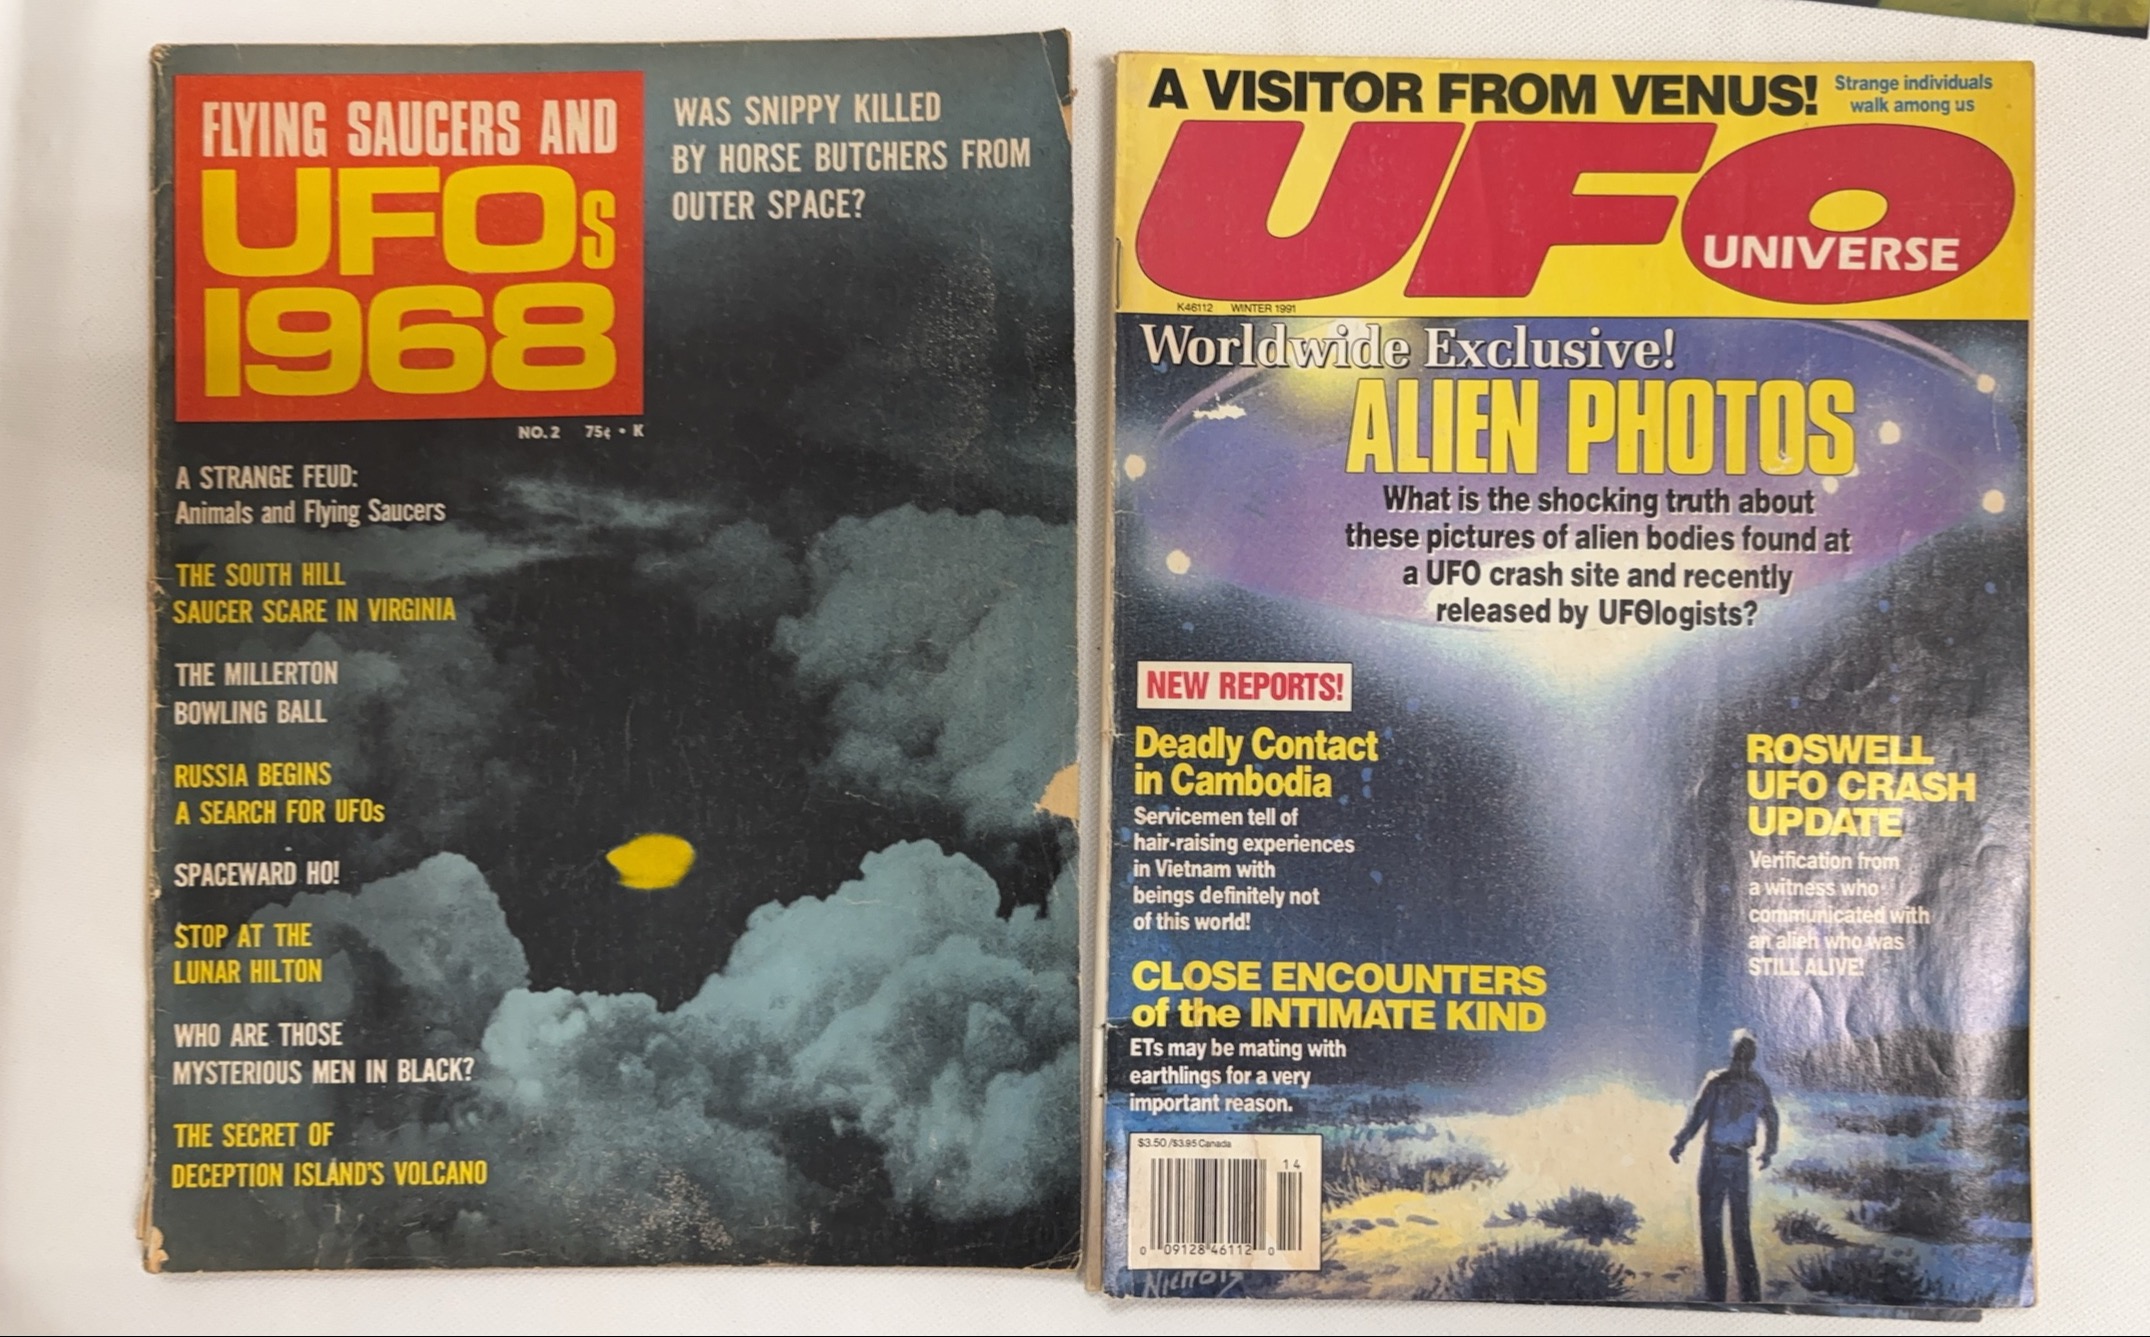 FLYING SAUCERS AND
UFOs
1968
NO. 2 75¢ • K
WAS SNIPPY KILLED
BY HORSE BUTCHERS FROM
OUTER SPACE?
A STRANGE FEUD:
Animals and Flying Saucers
THE SOUTH HILL
SAUCER SCARE IN VIRGINIA
THE MILLERTON
BOWLING BALL
RUSSIA BEGINS
A SEARCH FOR UFOs
SPACEWARD HO!
STOP AT THE
LUNAR HILTON
WHO ARE THOSE
MYSTERIOUS MEN IN BLACK?
THE SECRET OF
DECEPTION ISLAND'S VOLCANO
A VISITOR FROM VENUS!
Strange individuals
walk among us
UFO
UNIVERSE
K46112 WINTER 1991
Worldwide Exclusive!
ALIEN PHOTOS
What is the shocking truth about
these pictures of alien bodies found at
a UFO crash site and recently
released by UFOlogists?
NEW REPORTS!
Deadly Contact
in Cambodia
Servicemen tell of
hair-raising experiences
in Vietnam with
beings definitely not
of this world!
ROSWELL
UFO CRASH
UPDATE
Verification from
a witness who
communicated with
an alien who was
STILL ALIVE!
CLOSE ENCOUNTERS
of the INTIMATE KIND
ETs may be mating with
earthlings for a very
important reason.
$3.50/$3.95 Canada
14
0 09128 46112 0